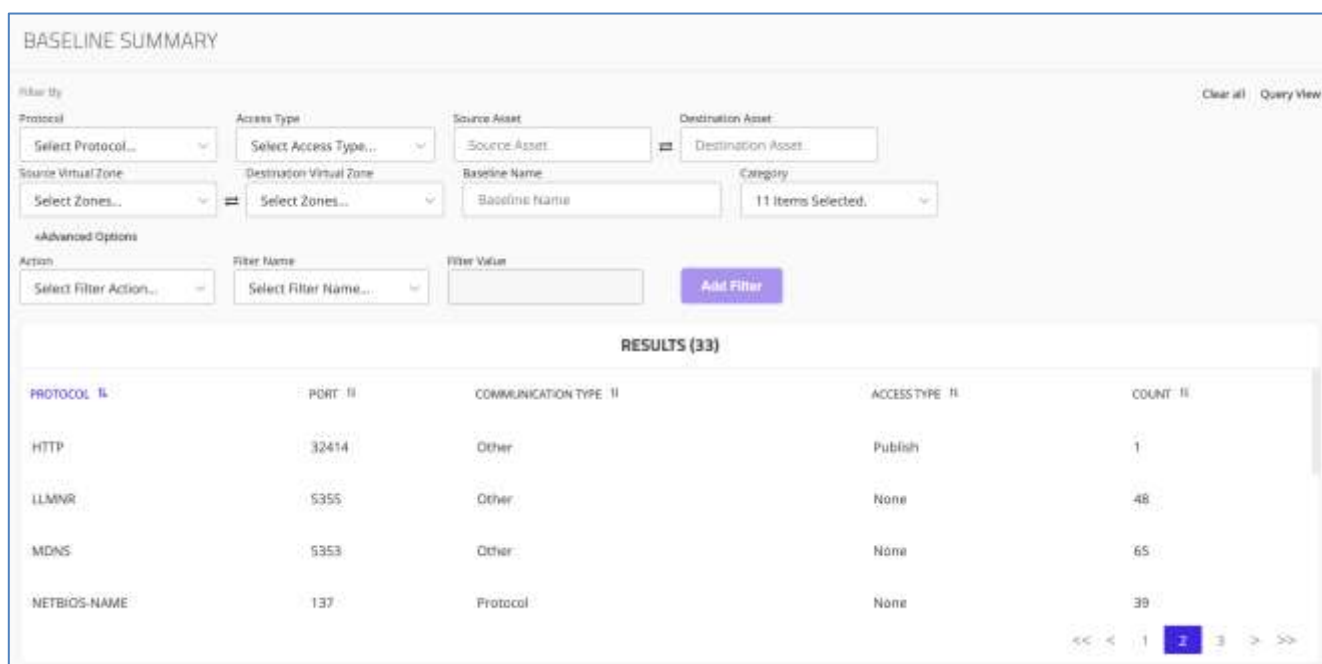 BASELINE SUMMARY
Filter By
Clear all Query View
Protocol Access Type Source Asset Destination Asset
Select Protocol... Select Access Type... Source Asset ⇄ Destination Asset
Source Virtual Zone Destination Virtual Zone Baseline Name Category
Select Zones... ⇄ Select Zones... Baseline Name 11 Items Selected.
+Advanced Options
Action Filter Name Filter Value
Select Filter Action... Select Filter Name... Add Filter
RESULTS (33)
PROTOCOL PORT COMMUNICATION TYPE ACCESS TYPE COUNT
HTTP 32414 Other Publish 1
LLMNR 5355 Other None 48
MDNS 5353 Other None 65
NETBIOS-NAME 137 Protocol None 39
<< < 1 2 3 > >>